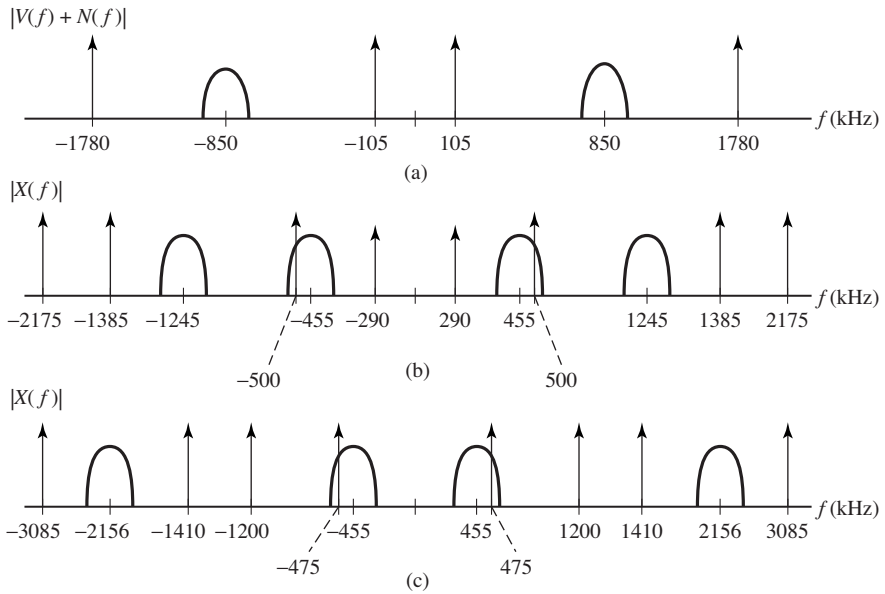 |V(f) + N(f)|
−1780 −850 −105 105 850 1780 f (kHz)
(a)
|X(f)|
−2175 −1385 −1245 −455 −290 290 455 1245 1385 2175 f (kHz)
−500 (b) 500
|X(f)|
−3085 −2156 −1410 −1200 −455 455 1200 1410 2156 3085 f (kHz)
−475 475
(c)